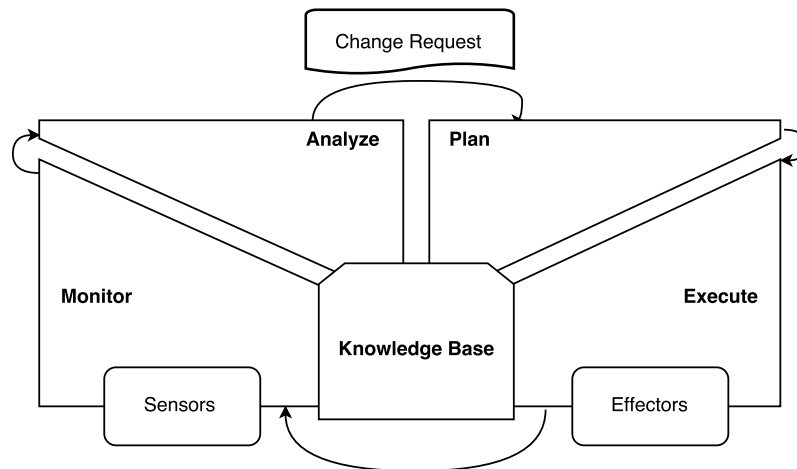 Change Request
Analyze
Plan
Monitor
Execute
Knowledge Base
Sensors
Effectors